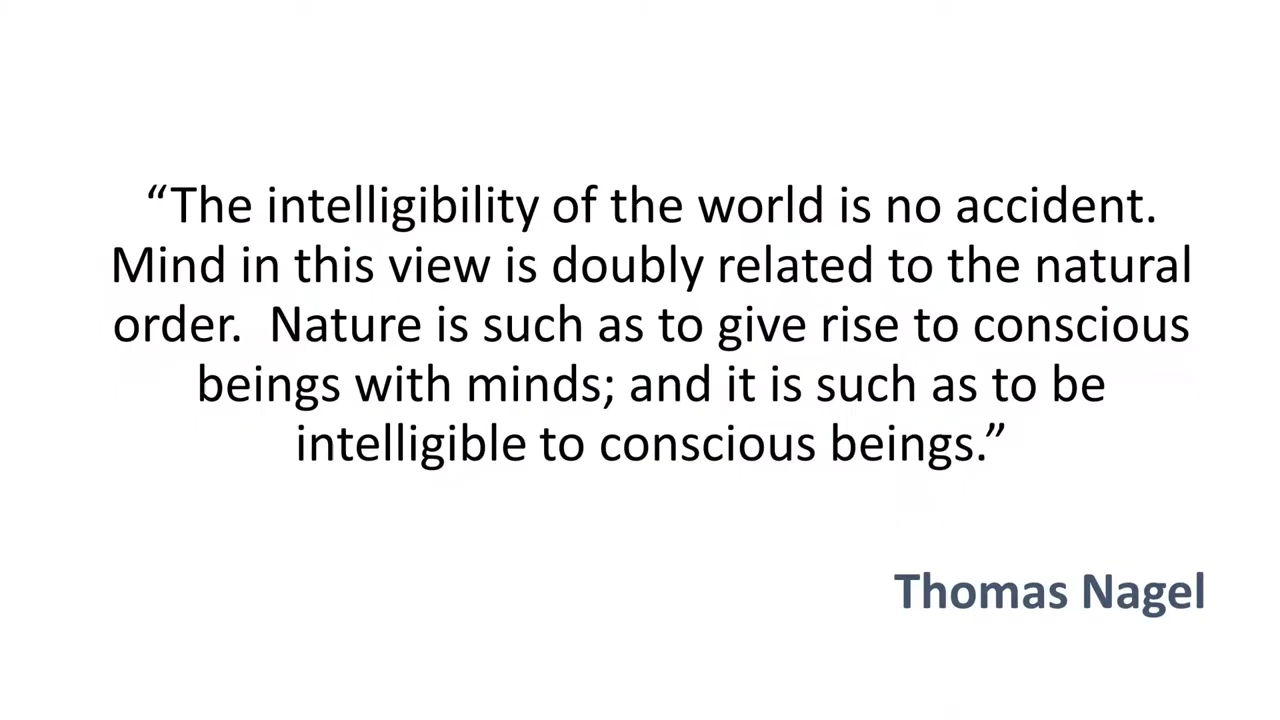 “The intelligibility of the world is no accident.
Mind in this view is doubly related to the natural
order.  Nature is such as to give rise to conscious
beings with minds; and it is such as to be
intelligible to conscious beings.”
Thomas Nagel